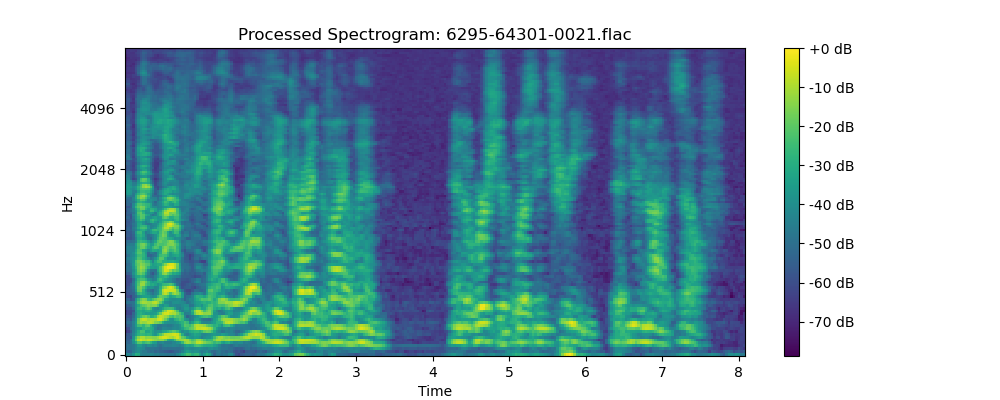 Processed Spectrogram: 6295-64301-0021.flac
Hz
4096
2048
1024
512
0
0 1 2 3 4 5 6 7 8
Time
+0 dB
-10 dB
-20 dB
-30 dB
-40 dB
-50 dB
-60 dB
-70 dB